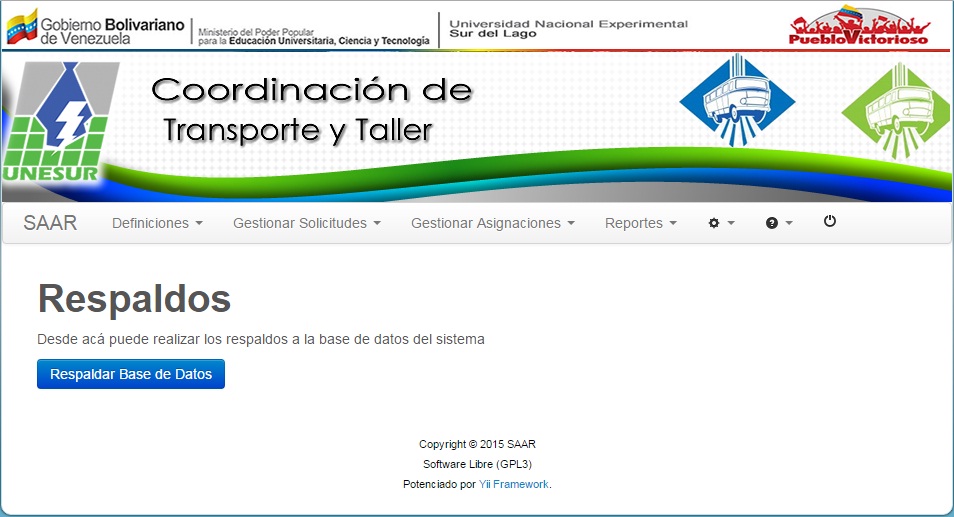 Gobierno Bolivariano
de Venezuela
Ministerio del Poder Popular
para la Educación Universitaria, Ciencia y Tecnología
Universidad Nacional Experimental
Sur del Lago
PuebloVictorioso
Coordinación de
Transporte y Taller
UNESUR
SAAR Definiciones Gestionar Solicitudes Gestionar Asignaciones Reportes
Respaldos
Desde acá puede realizar los respaldos a la base de datos del sistema
Respaldar Base de Datos
Copyright © 2015 SAAR
Software Libre (GPL3)
Potenciado por Yii Framework.